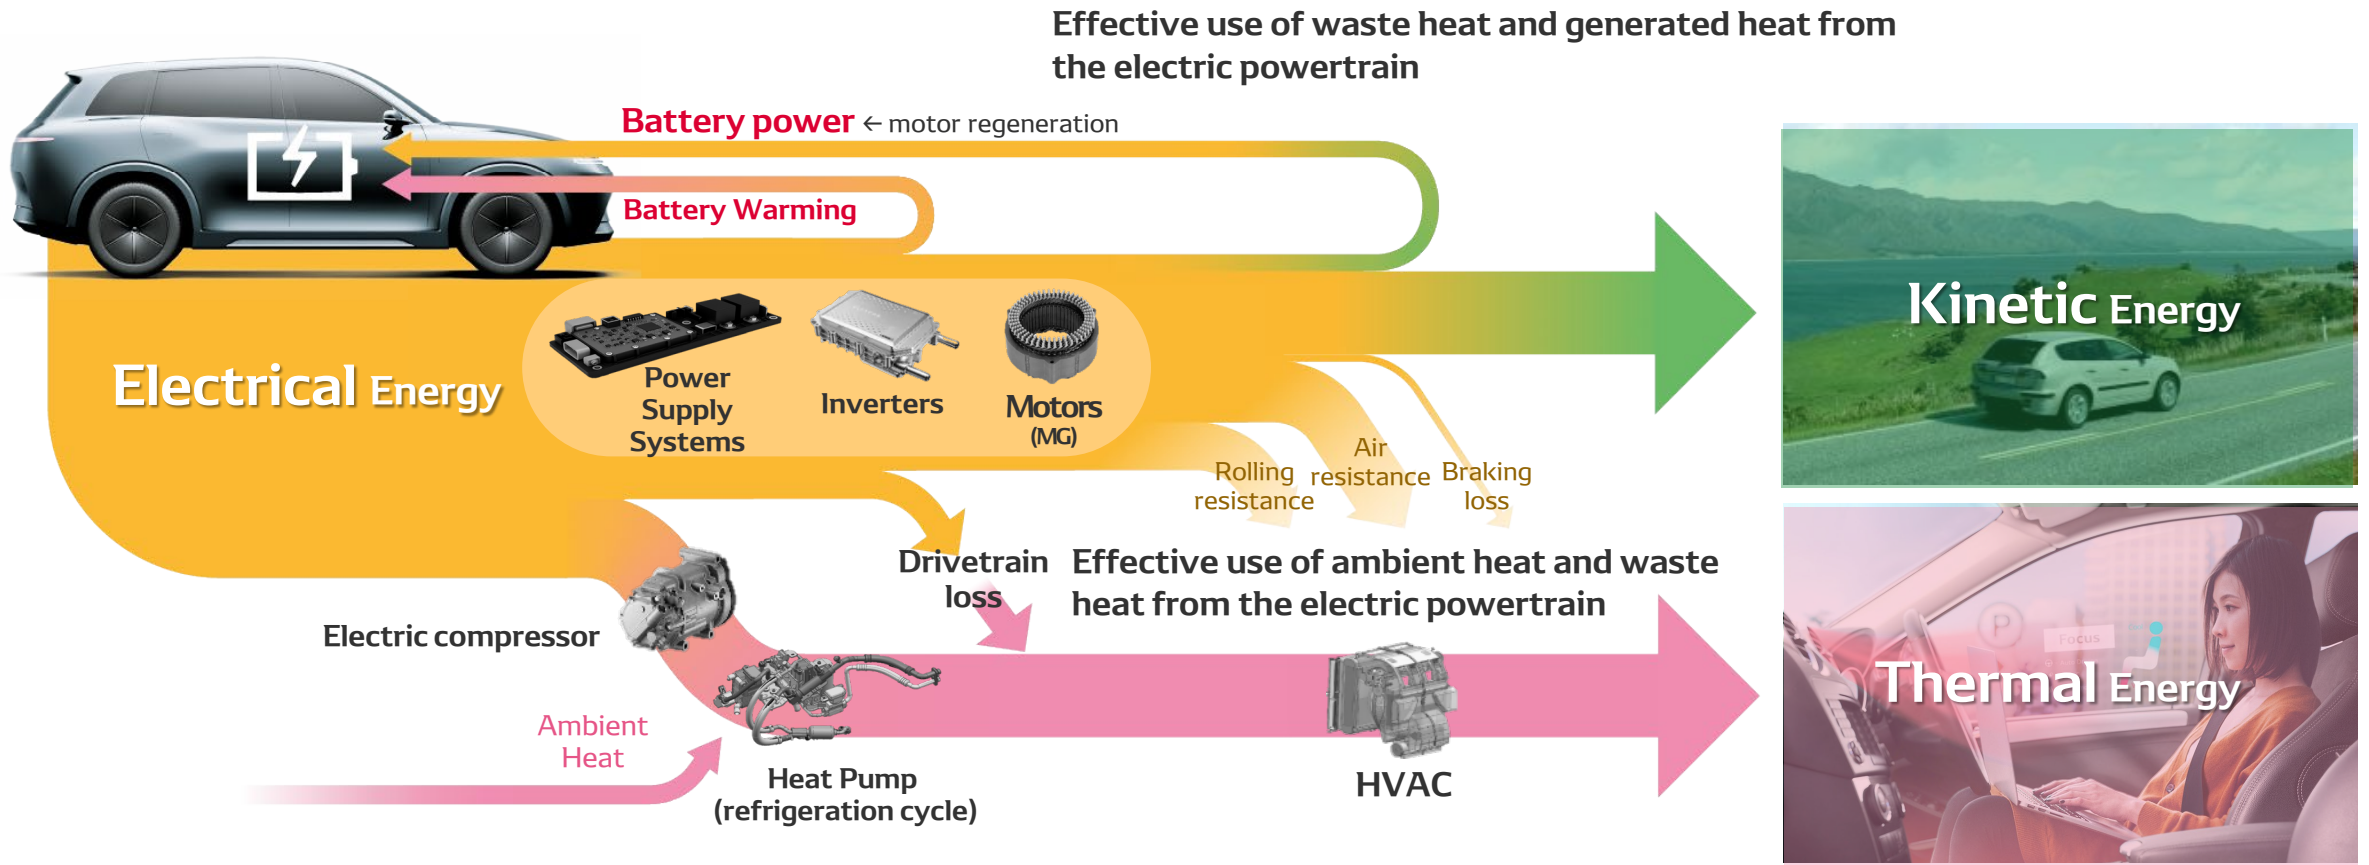 Effective use of waste heat and generated heat from
the electric powertrain
Battery power ← motor regeneration
Battery Warming
Kinetic Energy
Electrical Energy
Power
Supply
Systems
Inverters
Motors
(MG)
Rolling
resistance
Air
resistance
Braking
loss
Drivetrain
loss
Effective use of ambient heat and waste
heat from the electric powertrain
Electric compressor
P
Focus
Thermal Energy
Ambient
Heat
Heat Pump
(refrigeration cycle)
HVAC